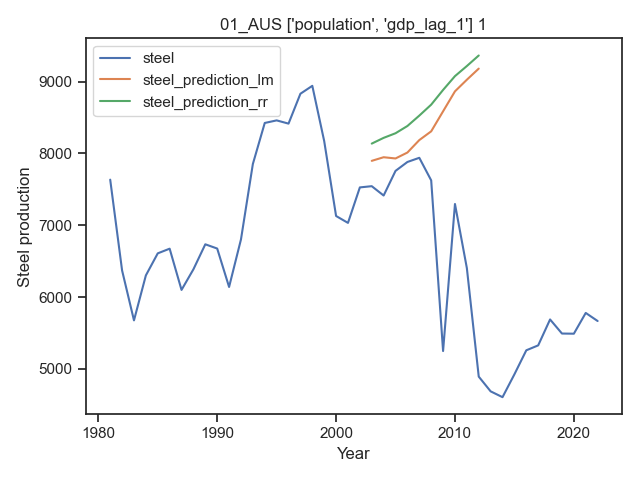 01_AUS ['population', 'gdp_lag_1'] 1
steel
steel_prediction_lm
steel_prediction_rr
9000
8000
7000
6000
5000
Steel production
1980
1990
2000
2010
2020
Year